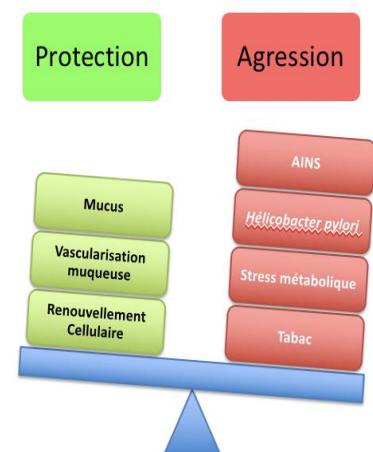 Protection
Agression
Mucus
Vascularisation
muqueuse
Renouvellement
Cellulaire
AINS
Hélicobacter pylori
Stress métabolique
Tabac